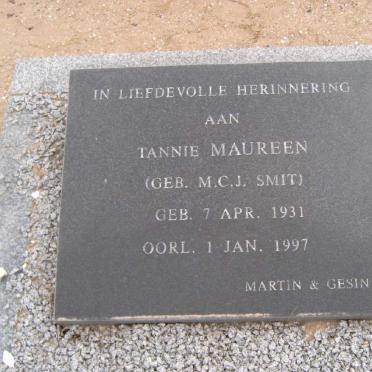 IN LIEFDEVOLLE HERINNERING
AAN
TANNIE MAUREEN
(GEB. M.C.J. SMIT)
GEB. 7 APR. 1931
OORL. 1 JAN. 1997
MARTIN & GESIN